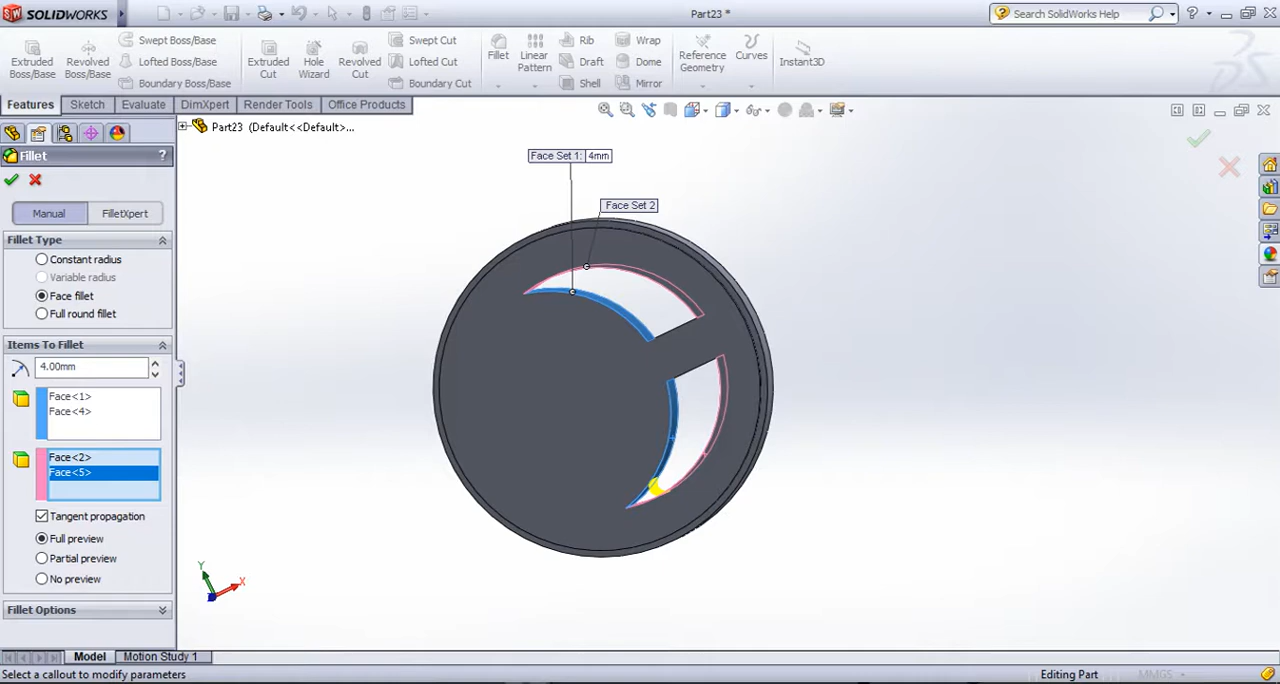 SOLIDWORKS
Part23 *
Search SolidWorks Help
Extruded Boss/Base
Revolved Boss/Base
Swept Boss/Base
Lofted Boss/Base
Boundary Boss/Base
Extruded Cut
Hole Wizard
Revolved Cut
Swept Cut
Lofted Cut
Boundary Cut
Fillet
Linear Pattern
Rib
Draft
Shell
Wrap
Dome
Mirror
Reference Geometry
Curves
Instant3D
Features
Sketch
Evaluate
DimXpert
Render Tools
Office Products
Part23 (Default<<Default>...
Fillet
?
Manual
FilletXpert
Fillet Type
Constant radius
Variable radius
Face fillet
Full round fillet
Items To Fillet
4.00mm
Face<1>
Face<4>
Face<2>
Face<5>
Tangent propagation
Full preview
Partial preview
No preview
Fillet Options
Face Set 1: 4mm
Face Set 2
Y
X
Model
Motion Study 1
Select a callout to modify parameters
Editing Part
MMGS